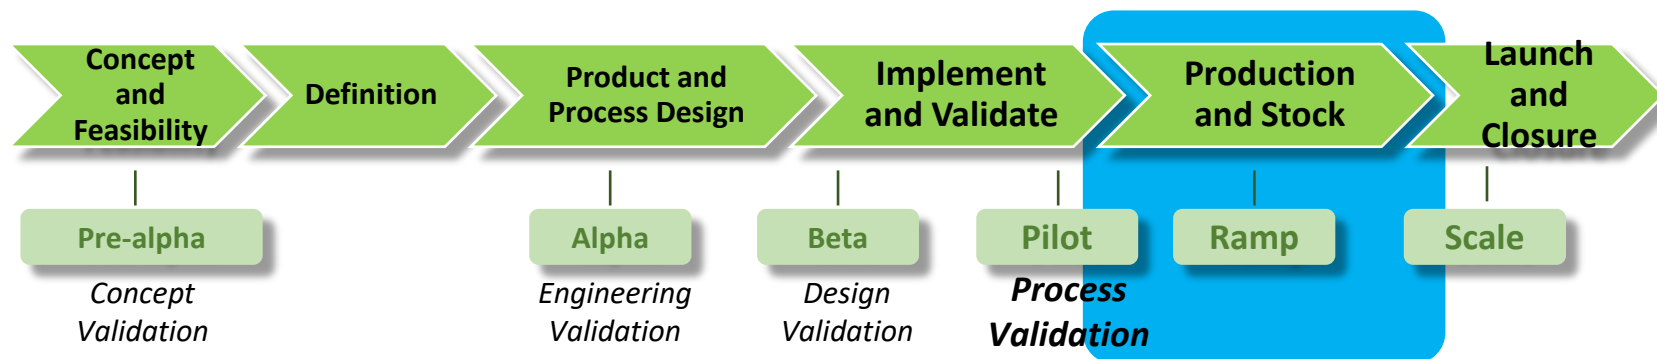 Concept
and
Feasibility
Definition
Product and
Process Design
Implement
and Validate
Production
and Stock
Launch
and
Closure
Pre-alpha
Alpha
Beta
Pilot
Ramp
Scale
Concept
Validation
Engineering
Validation
Design
Validation
Process
Validation